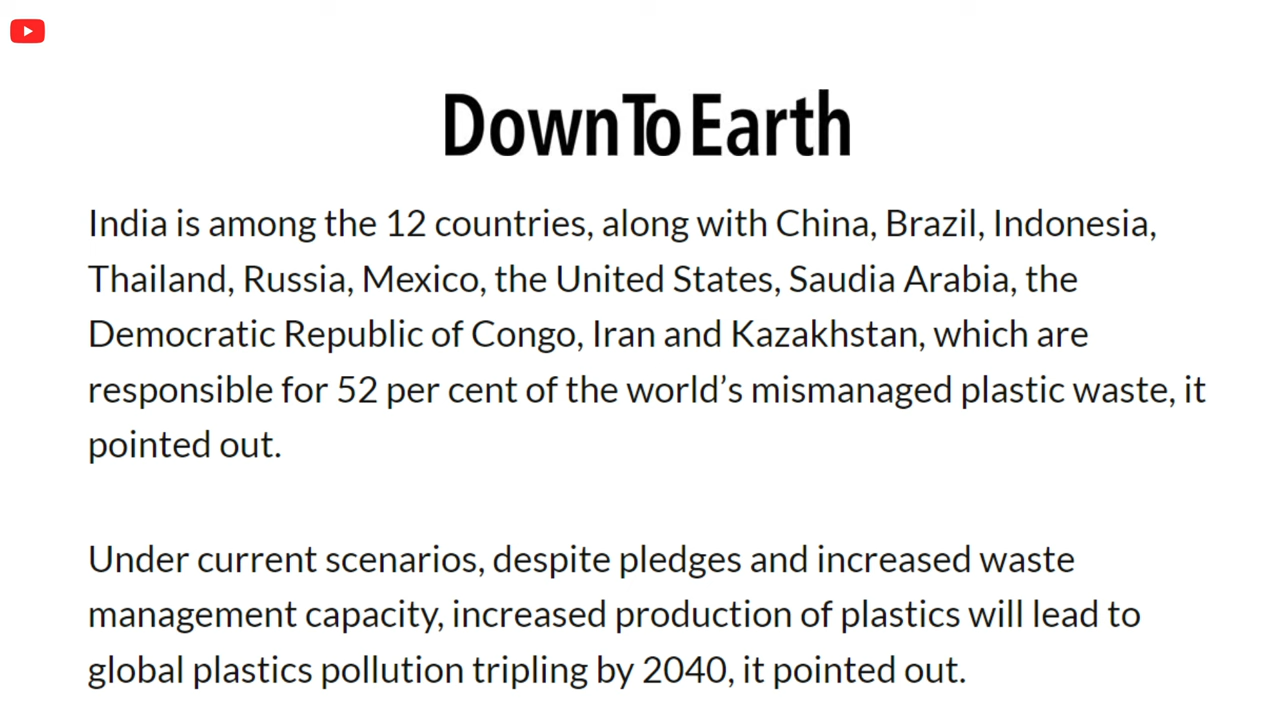 DownToEarth
India is among the 12 countries, along with China, Brazil, Indonesia,
Thailand, Russia, Mexico, the United States, Saudia Arabia, the
Democratic Republic of Congo, Iran and Kazakhstan, which are
responsible for 52 per cent of the world’s mismanaged plastic waste, it
pointed out.
Under current scenarios, despite pledges and increased waste
management capacity, increased production of plastics will lead to
global plastics pollution tripling by 2040, it pointed out.